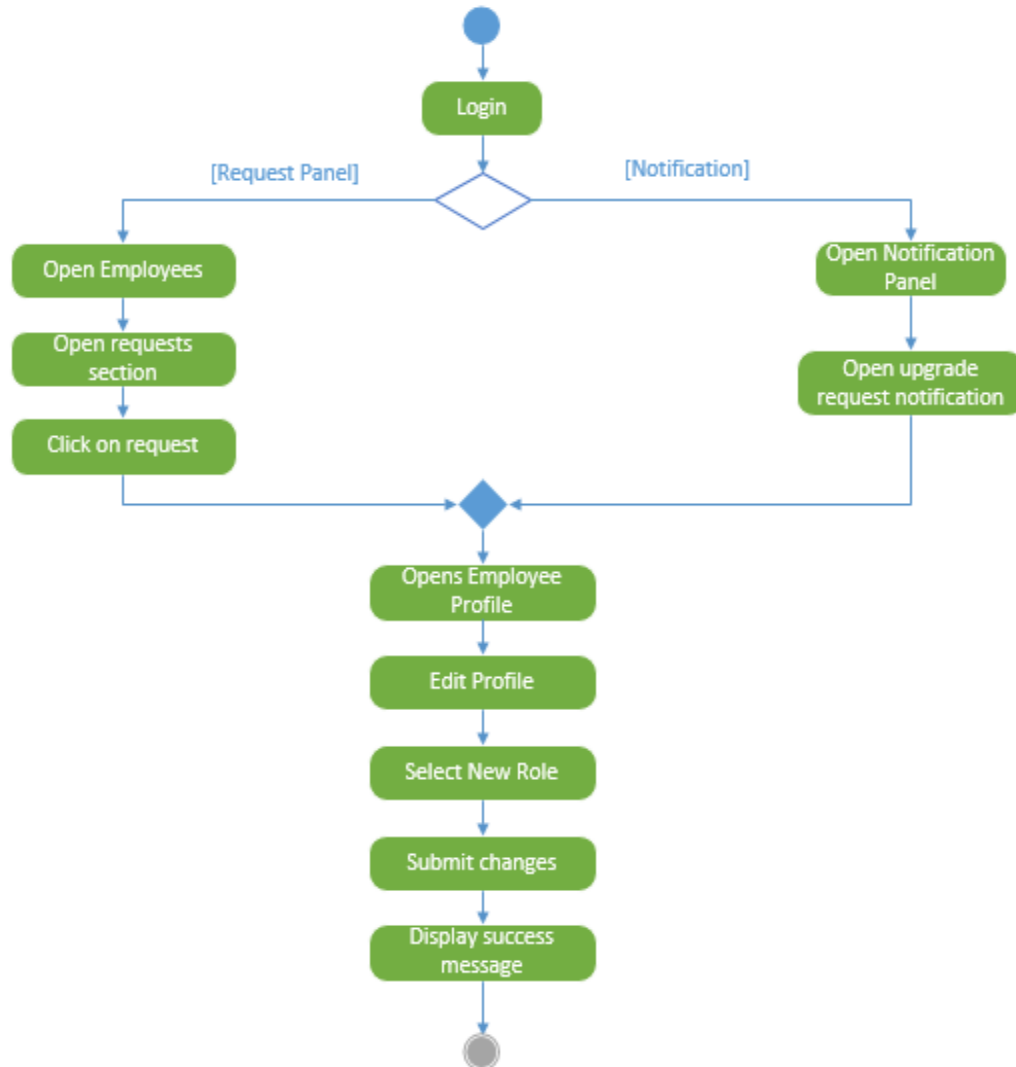 Login
[Request Panel]
[Notification]
Open Employees
Open Notification
Panel
Open requests
section
Open upgrade
request notification
Click on request
Opens Employee
Profile
Edit Profile
Select New Role
Submit changes
Display success
message